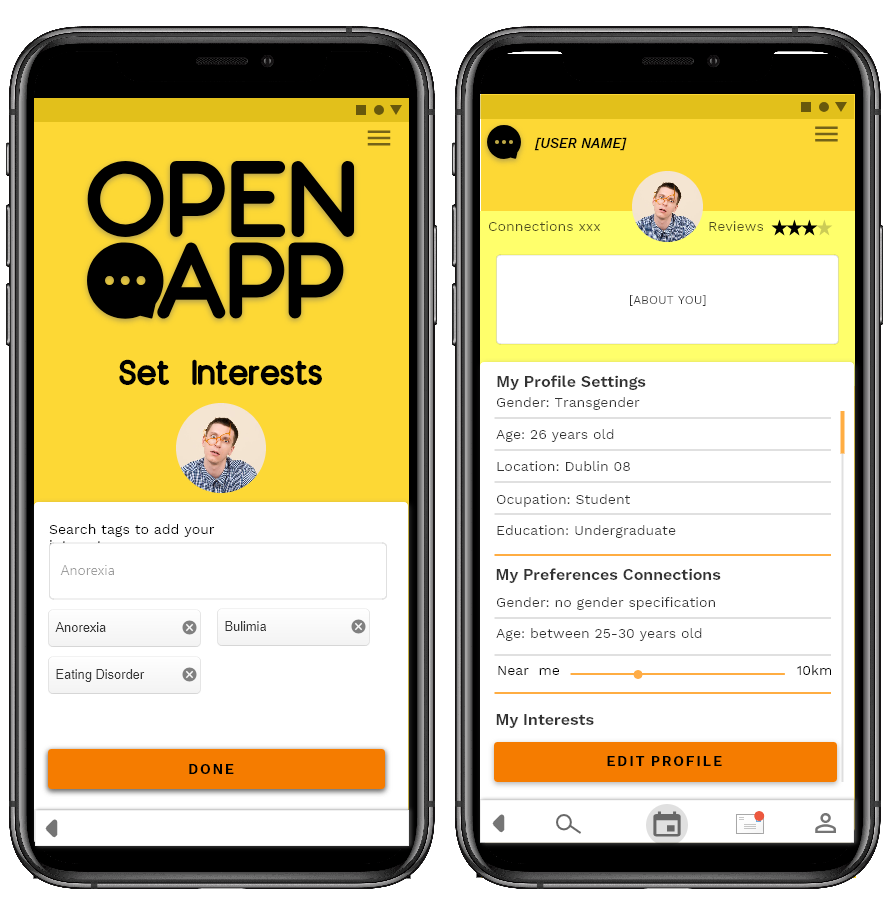 OPEN
APP
Set Interests
Search tags to add your
Anorexia
Anorexia
Bulimia
Eating Disorder
DONE
[USER NAME]
Connections xxx
Reviews
[ABOUT YOU]
My Profile Settings
Gender: Transgender
Age: 26 years old
Location: Dublin 08
Ocupation: Student
Education: Undergraduate
My Preferences Connections
Gender: no gender specification
Age: between 25-30 years old
Near me 10km
My Interests
EDIT PROFILE